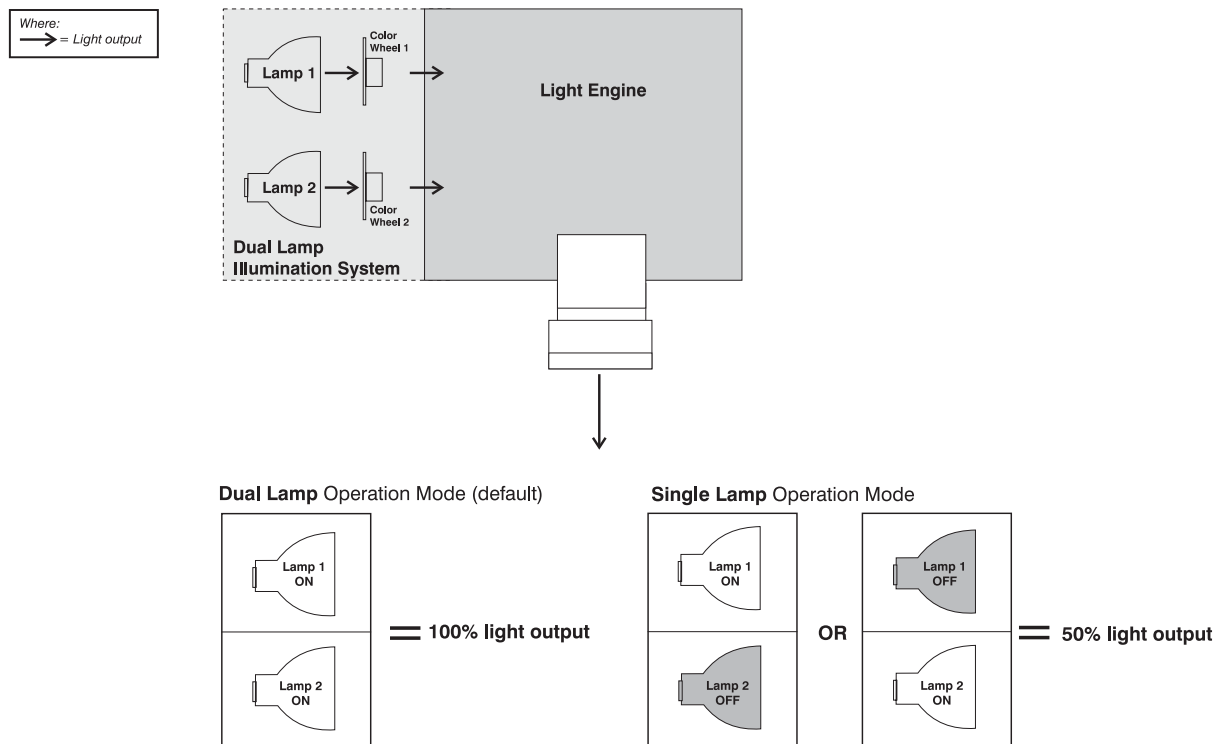 Where:
= Light output
Color
Wheel 1
Lamp 1
Light Engine
Lamp 2
Color
Wheel 2
Dual Lamp
Illumination System
Dual Lamp Operation Mode (default)
Lamp 1
ON
Lamp 2
ON
= 100% light output
Single Lamp Operation Mode
Lamp 1
ON
Lamp 2
OFF
OR
Lamp 1
OFF
Lamp 2
ON
= 50% light output